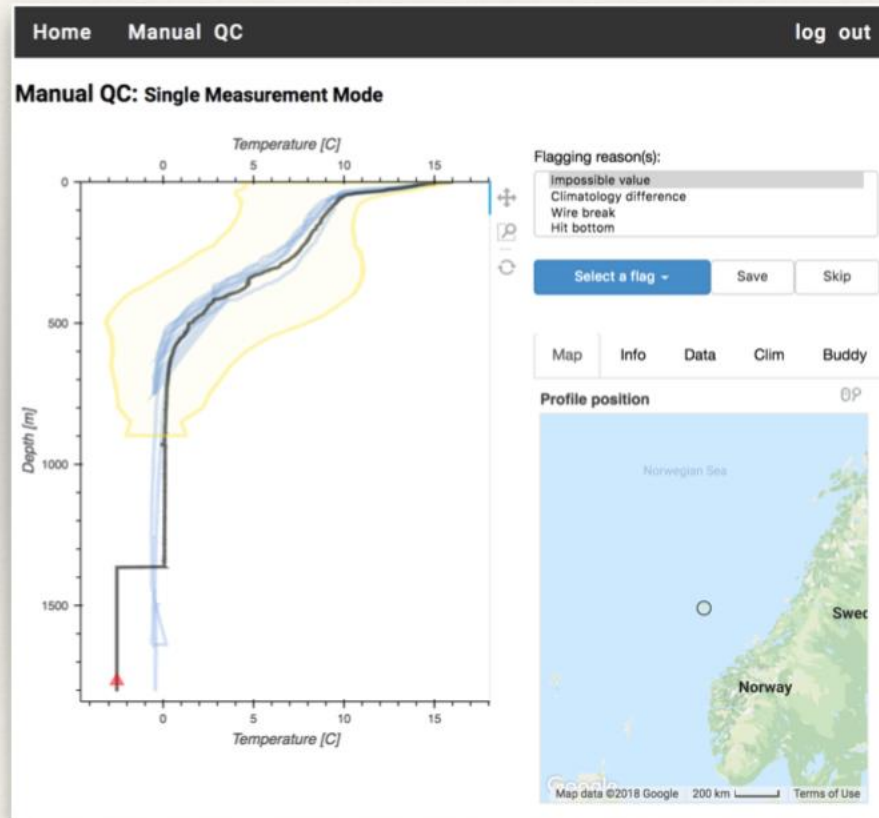 Home Manual QC log out
Manual QC: Single Measurement Mode
Temperature [C]
0 5 10 15
0
500
1000
1500
Depth [m]
0 5 10 15
Temperature [C]
Flagging reason(s):
Impossible value
Climatology difference
Wire break
Hit bottom
Select a flag Save Skip
Map Info Data Clim Buddy
Profile position
Norwegian Sea
Swed
Norway
Google
Map data ©2018 Google 200 km Terms of Use